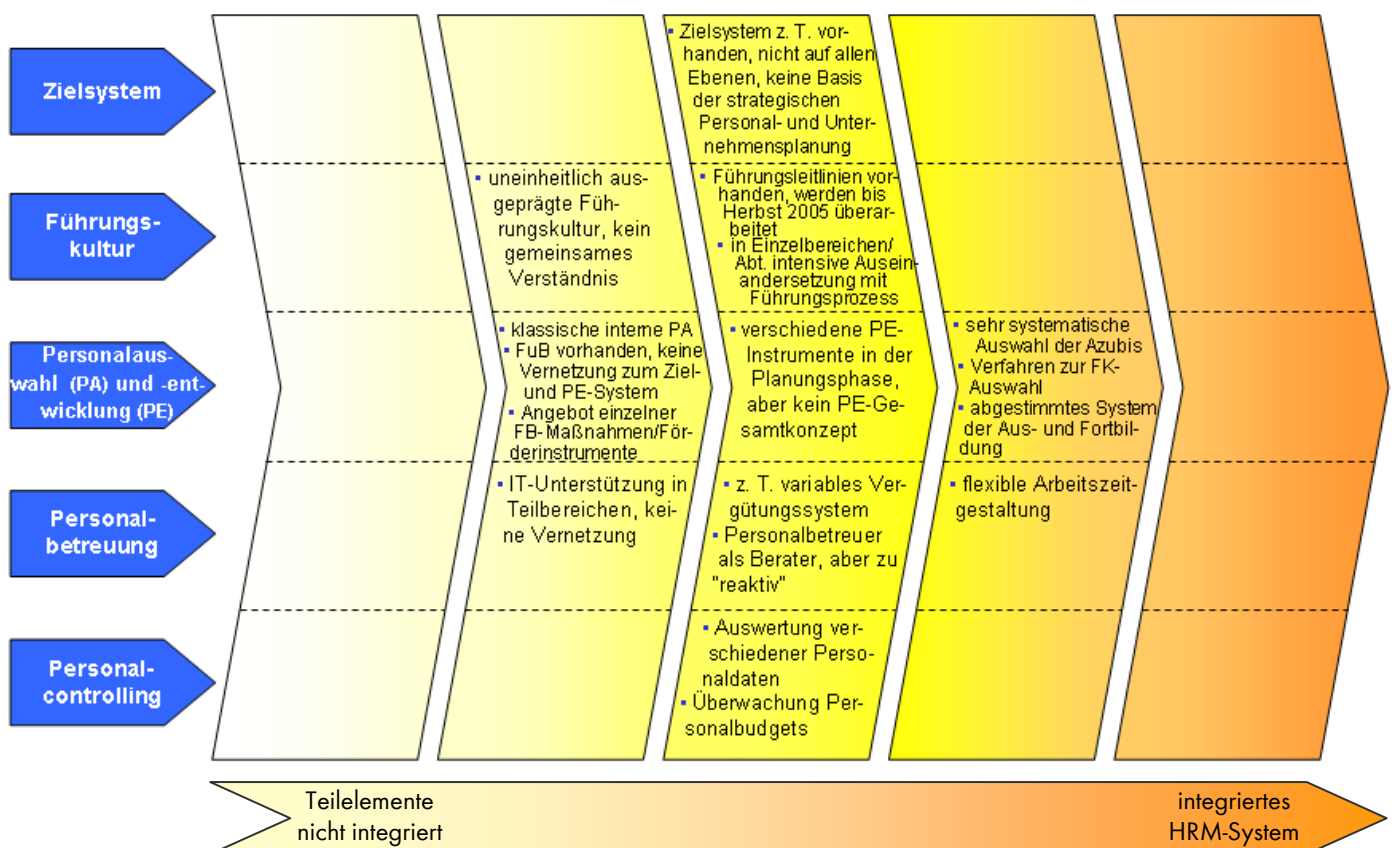 Zielsystem
▪ Zielsystem z. T. vor-
handen, nicht auf allen
Ebenen, keine Basis
der strategischen
Personal- und Unter-
nehmensplanung
Führungs-
kultur
▪ uneinheitlich aus-
geprägte Füh-
rungskultur, kein
gemeinsames
Verständnis
▪ Führungsleitlinien vor-
handen, werden bis
Herbst 2005 überar-
beitet
▪ in Einzelbereichen/
Abt. intensive Ausein-
andersetzung mit
Führungsprozess
Personalaus-
wahl (PA) und -ent-
wicklung (PE)
▪ klassische interne PA
▪ FuB vorhanden, keine
Vernetzung zum Ziel-
und PE-System
▪ Angebot einzelner
FB-Maßnahmen/För-
derinstrumente
▪ verschiedene PE-
Instrumente in der
Planungsphase,
aber kein PE-Ge-
samtkonzept
▪ sehr systematische
Auswahl der Azubis
▪ Verfahren zur FK-
Auswahl
▪ abgestimmtes System
der Aus- und Fortbil-
dung
Personal-
betreuung
▪ IT-Unterstützung in
Teilbereichen, kei-
ne Vernetzung
▪ z. T. variables Ver-
gütungssystem
▪ Personalbetreuer
als Berater, aber zu
"reaktiv"
▪ flexible Arbeitszeit-
gestaltung
Personal-
controlling
▪ Auswertung ver-
schiedener Perso-
naldaten
▪ Überwachung Per-
sonalbudgets
Teilelemente
nicht integriert
integriertes
HRM-System